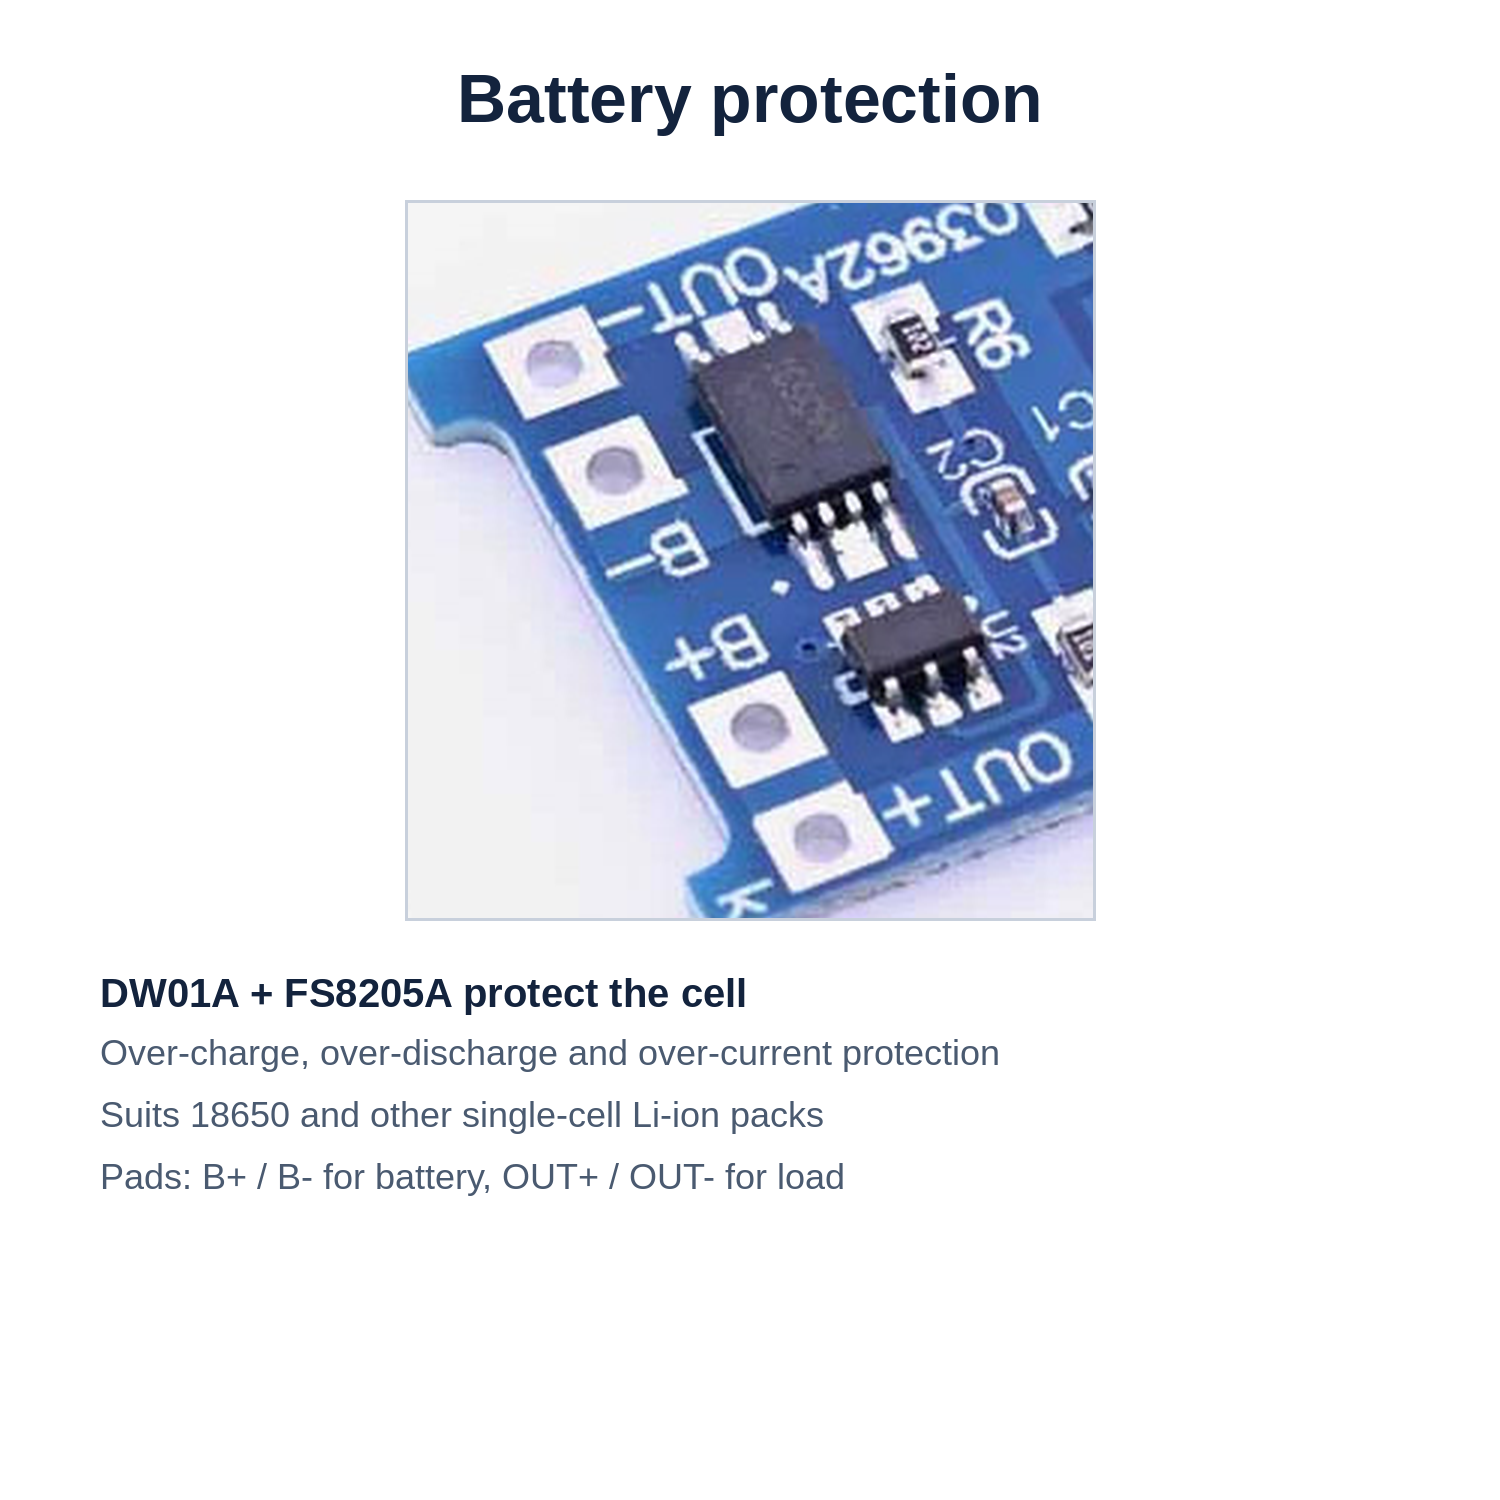 Battery protection
OUT-
03962A
R6
C1
C2
B-
B+
U2
OUT+
DW01A + FS8205A protect the cell
Over-charge, over-discharge and over-current protection
Suits 18650 and other single-cell Li-ion packs
Pads: B+ / B- for battery, OUT+ / OUT- for load